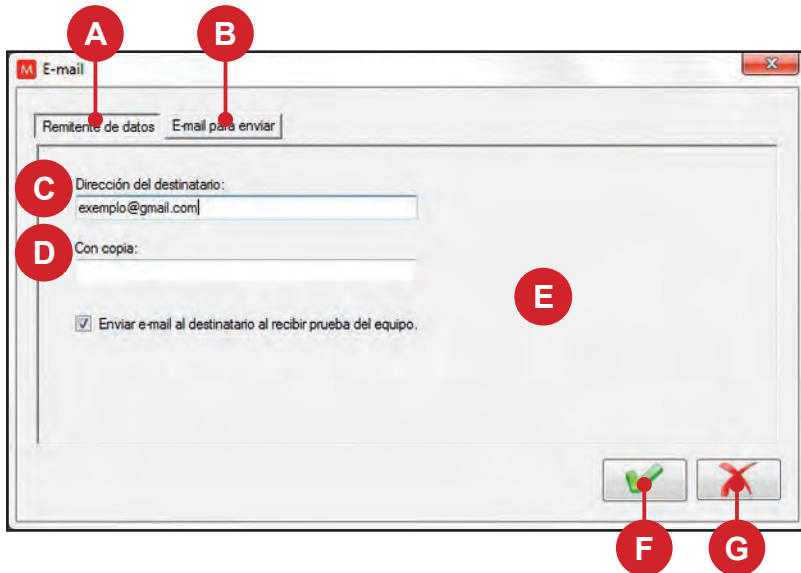 A
B
M E-mail
x
Remitente de datos
E-mail para enviar
C
Dirección del destinatario:
exemplo@gmail.com
D
Con copia:
E
Enviar e-mail al destinatario al recibir prueba del equipo.
F
G